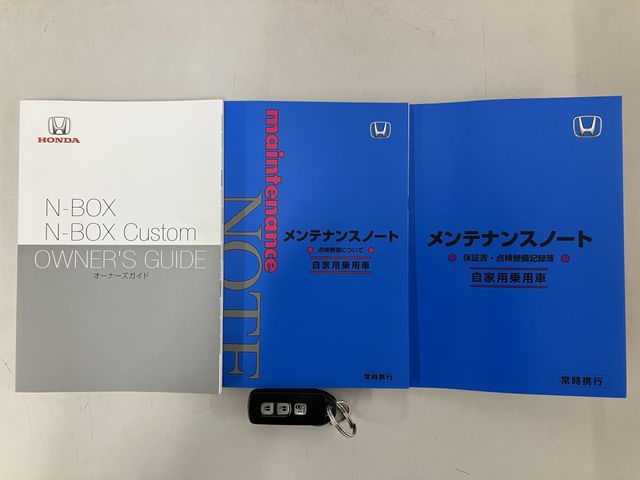 HONDA
N-BOX
N-BOX Custom
OWNER'S GUIDE
オーナーズガイド
maintenance
NOTE
メンテナンスノート
点検整備について
自家用乗用車
常時携行
メンテナンスノート
保証書・点検整備記録簿
自家用乗用車
常時携行